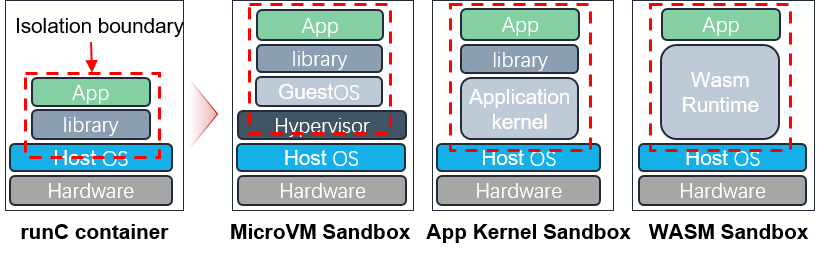 Isolation boundary
App
library
Host OS
Hardware
runC container
App
library
GuestOS
Hypervisor
Host OS
Hardware
MicroVM Sandbox
App
library
Application
kernel
Host OS
Hardware
App Kernel Sandbox
App
Wasm
Runtime
Host OS
Hardware
WASM Sandbox